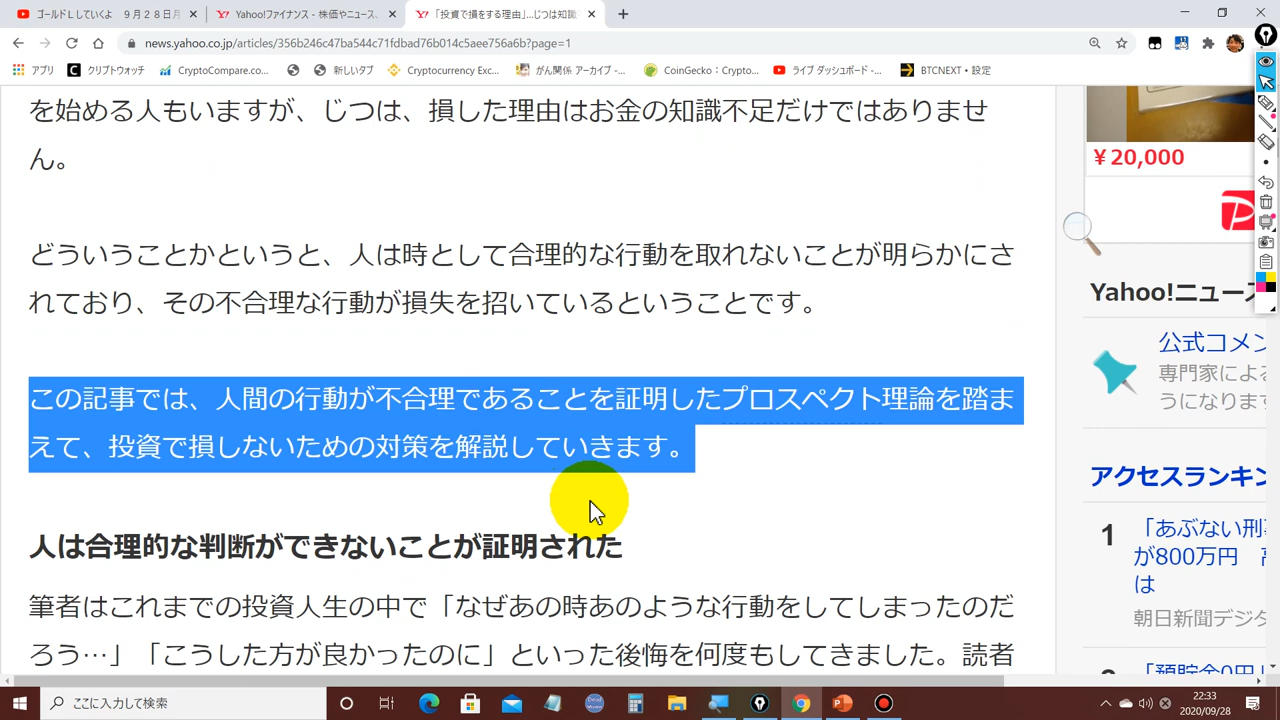 ゴールドLしていくよ　９月２８日月
Yahoo!ファイナンス - 株価やニュース、
「投資で損をする理由」…じつは知識
news.yahoo.co.jp/articles/356b246c47ba544c71fdbad76b014c5aee756a6b?page=1
アプリ
クリプトウォッチ
CryptoCompare.co...
新しいタブ
Cryptocurrency Exc...
がん関係 アーカイブ -...
CoinGecko：Crypto...
ライブ ダッシュボード -...
BTCNEXT・設定
を始める人もいますが、じつは、損した理由はお金の知識不足だけではありませ
ん。
どういうことかというと、人は時として合理的な行動を取れないことが明らかにさ
れており、その不合理な行動が損失を招いているということです。
この記事では、人間の行動が不合理であることを証明したプロスペクト理論を踏ま
えて、投資で損しないための対策を解説していきます。
人は合理的な判断ができないことが証明された
筆者はこれまでの投資人生の中で「なぜあの時あのような行動をしてしまったのだ
ろう…」「こうした方が良かったのに」といった後悔を何度もしてきました。読者
￥20,000
Yahoo!ニュース
公式コメン
専門家による
うになります
アクセスランキン
1
「あぶない刑
が800万円
は
朝日新聞デジタ
「預貯金0円」
ここに入力して検索
22:33
2020/09/28